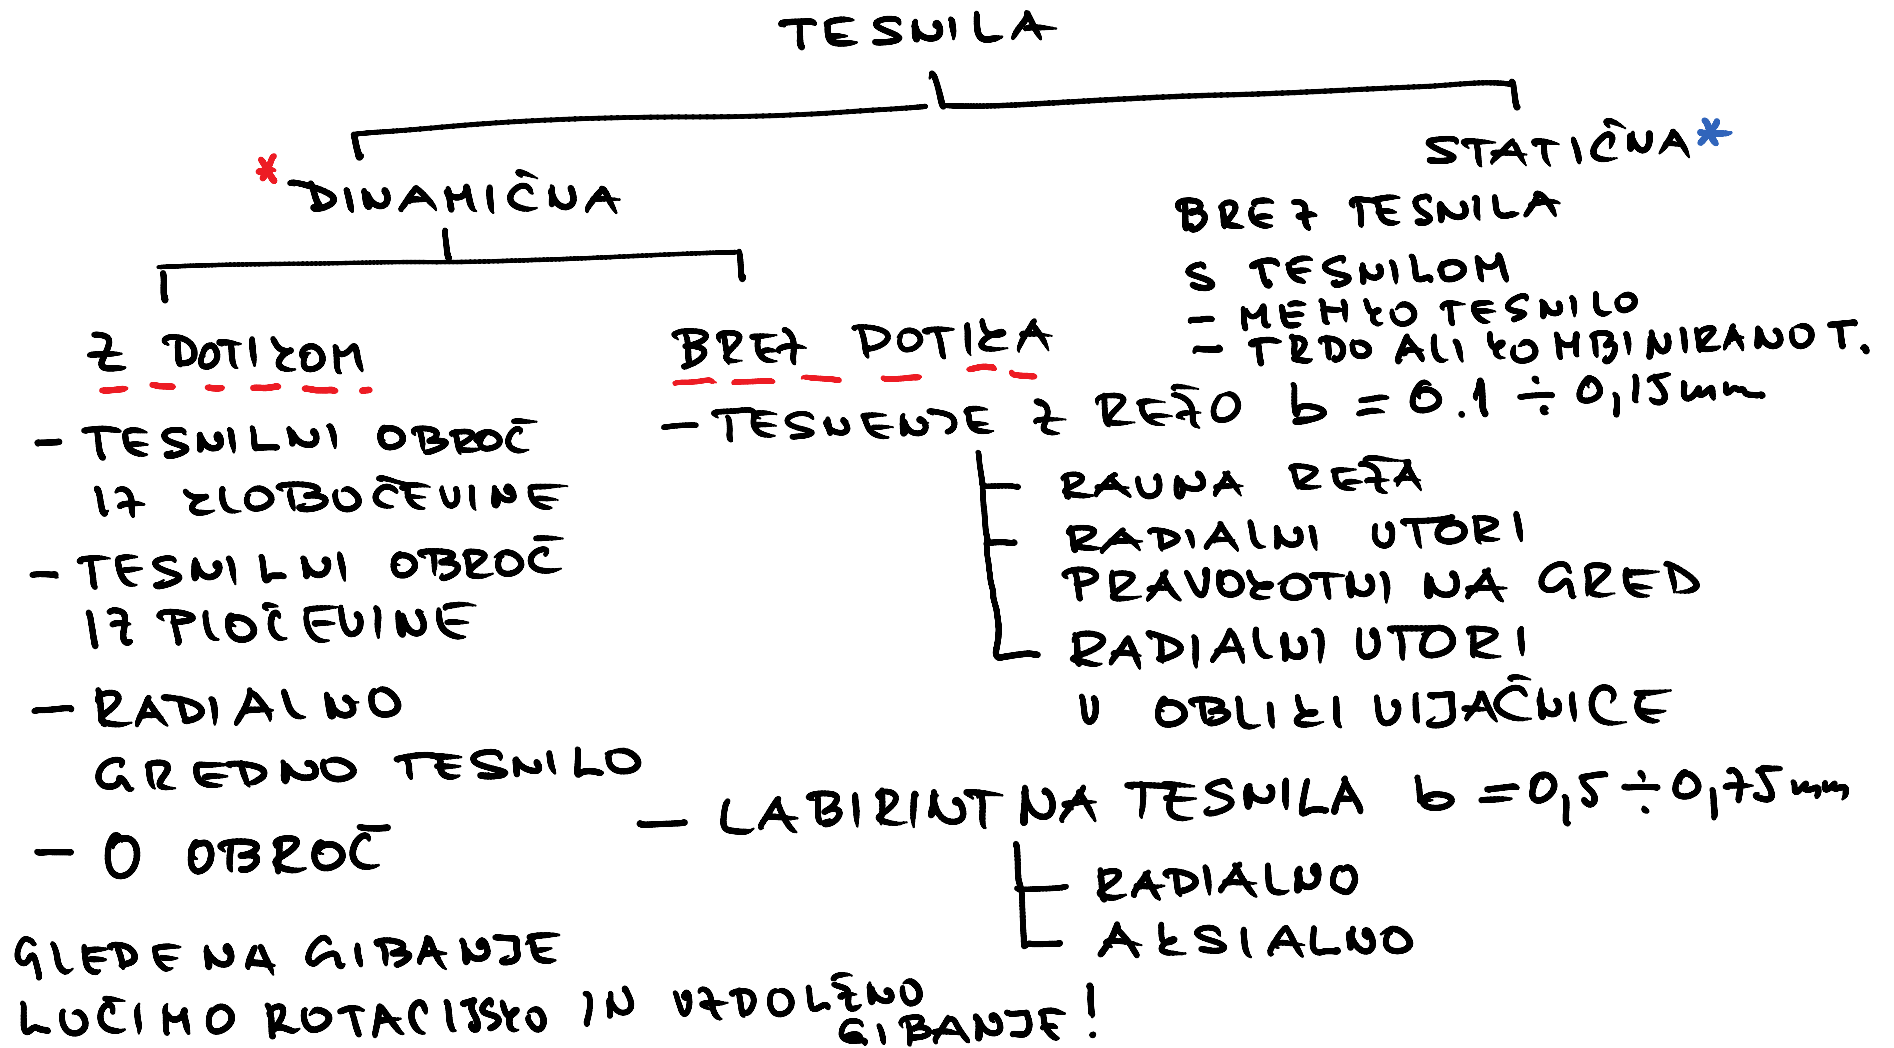 TESNILA
* DINAMIČNA
STATIČNA *
BREZ TESNILA
S TESNILOM
- MEHKO TESNILO
- TRDO ALI KOMBINIRANO T.
Z DOTIKOM
- TESNILNI OBROČ
IZ KLOBOČEVINE
- TESNILNI OBROČ
IZ PLOČEVINE
- RADIALNO
GREDNO TESNILO
- O OBROČ
BREZ DOTIKA
- TESNENJE Z REŽO b = 0.1 ÷ 0,15mm
RAVNA REŽA
RADIALNI UTORI
PRAVOKOTNI NA GRED
RADIALNI UTORI
V OBLIKI VIJAČNICE
- LABIRINTNA TESNILA b = 0,5 ÷ 0,75mm
RADIALNO
AKSIALNO
GLEDE NA GIBANJE
LOČIMO ROTACIJSKO IN VZDOLŽNO
GIBANJE!